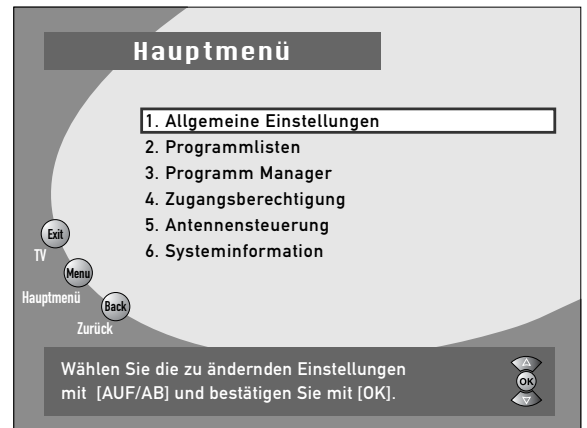 Hauptmenü
1. Allgemeine Einstellungen
2. Programmlisten
3. Programm Manager
4. Zugangsberechtigung
5. Antennensteuerung
6. Systeminformation
Exit
TV
Menu
Hauptmenü
Back
Zurück
Wählen Sie die zu ändernden Einstellungen
mit [AUF/AB] und bestätigen Sie mit [OK].
OK